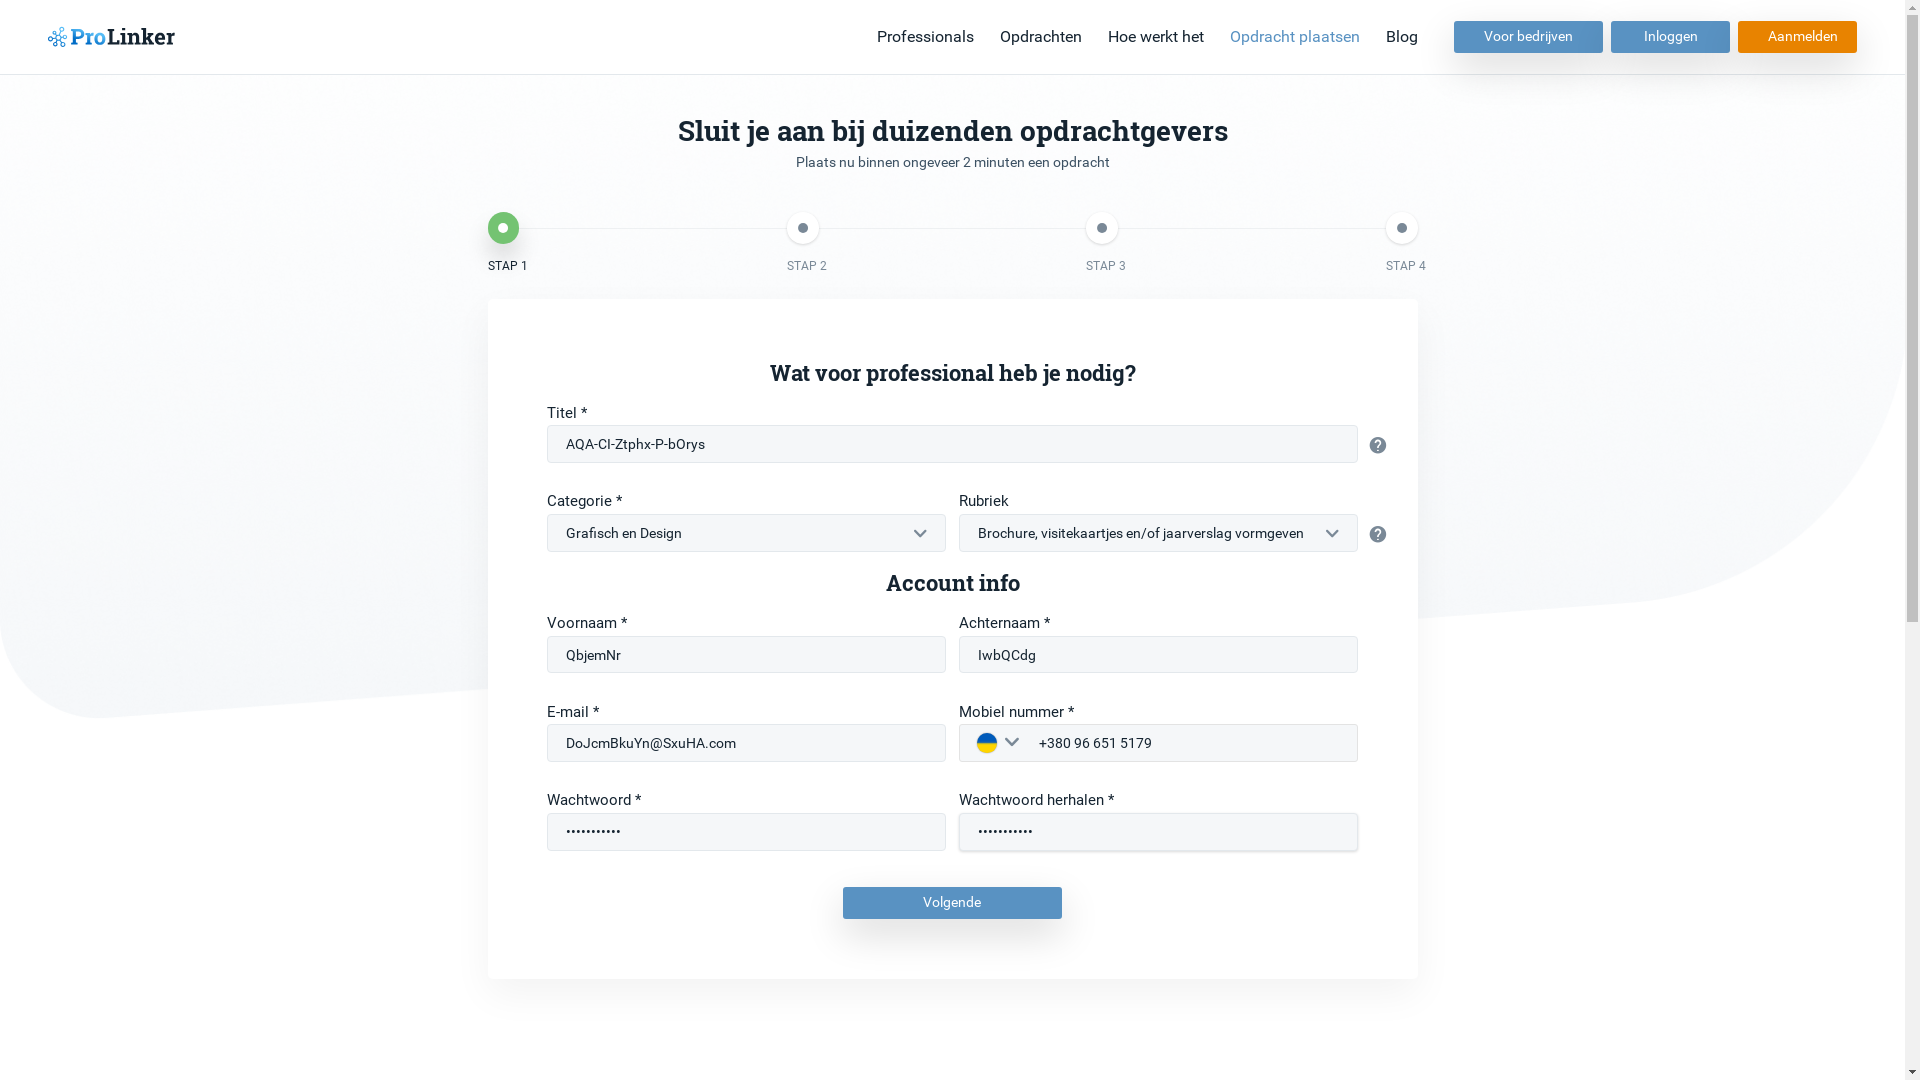 ProLinker
Professionals Opdrachten Hoe werkt het Opdracht plaatsen Blog Voor bedrijven Inloggen Aanmelden
Sluit je aan bij duizenden opdrachtgevers
Plaats nu binnen ongeveer 2 minuten een opdracht
STAP 1 STAP 2 STAP 3 STAP 4
Wat voor professional heb je nodig?
Titel *
AQA-CI-Ztphx-P-bOrys
?
Categorie * Rubriek
Grafisch en Design Brochure, visitekaartjes en/of jaarverslag vormgeven
?
Account info
Voornaam * Achternaam *
QbjemNr IwbQCdg
E-mail * Mobiel nummer *
DoJcmBkuYn@SxuHA.com +380 96 651 5179
Wachtwoord * Wachtwoord herhalen *
••••••••••• •••••••••••
Volgende